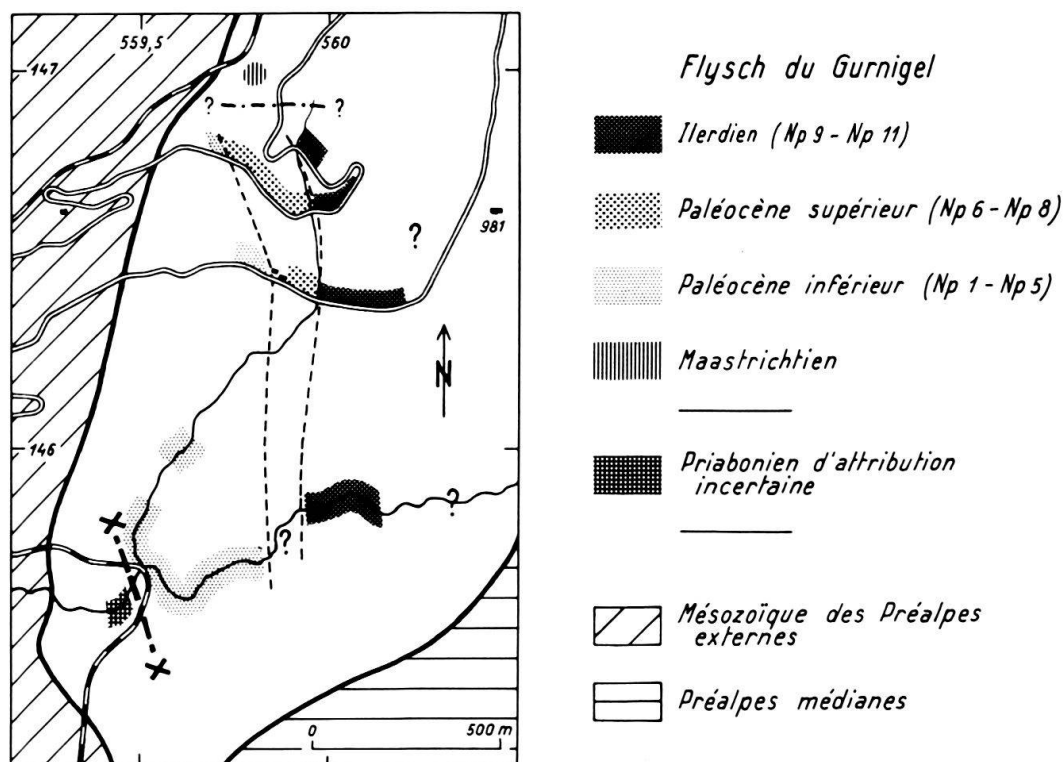 559,5
560
147
?
?
981
?
N
146
?
?
0
500 m
Flysch du Gurnigel
Ilerdien (Np 9 - Np 11)
Paléocène supérieur (Np 6 - Np 8)
Paléocène inférieur (Np 1 - Np 5)
Maastrichtien
Priabonien d'attribution
incertaine
Mésozoïque des Préalpes
externes
Préalpes médianes